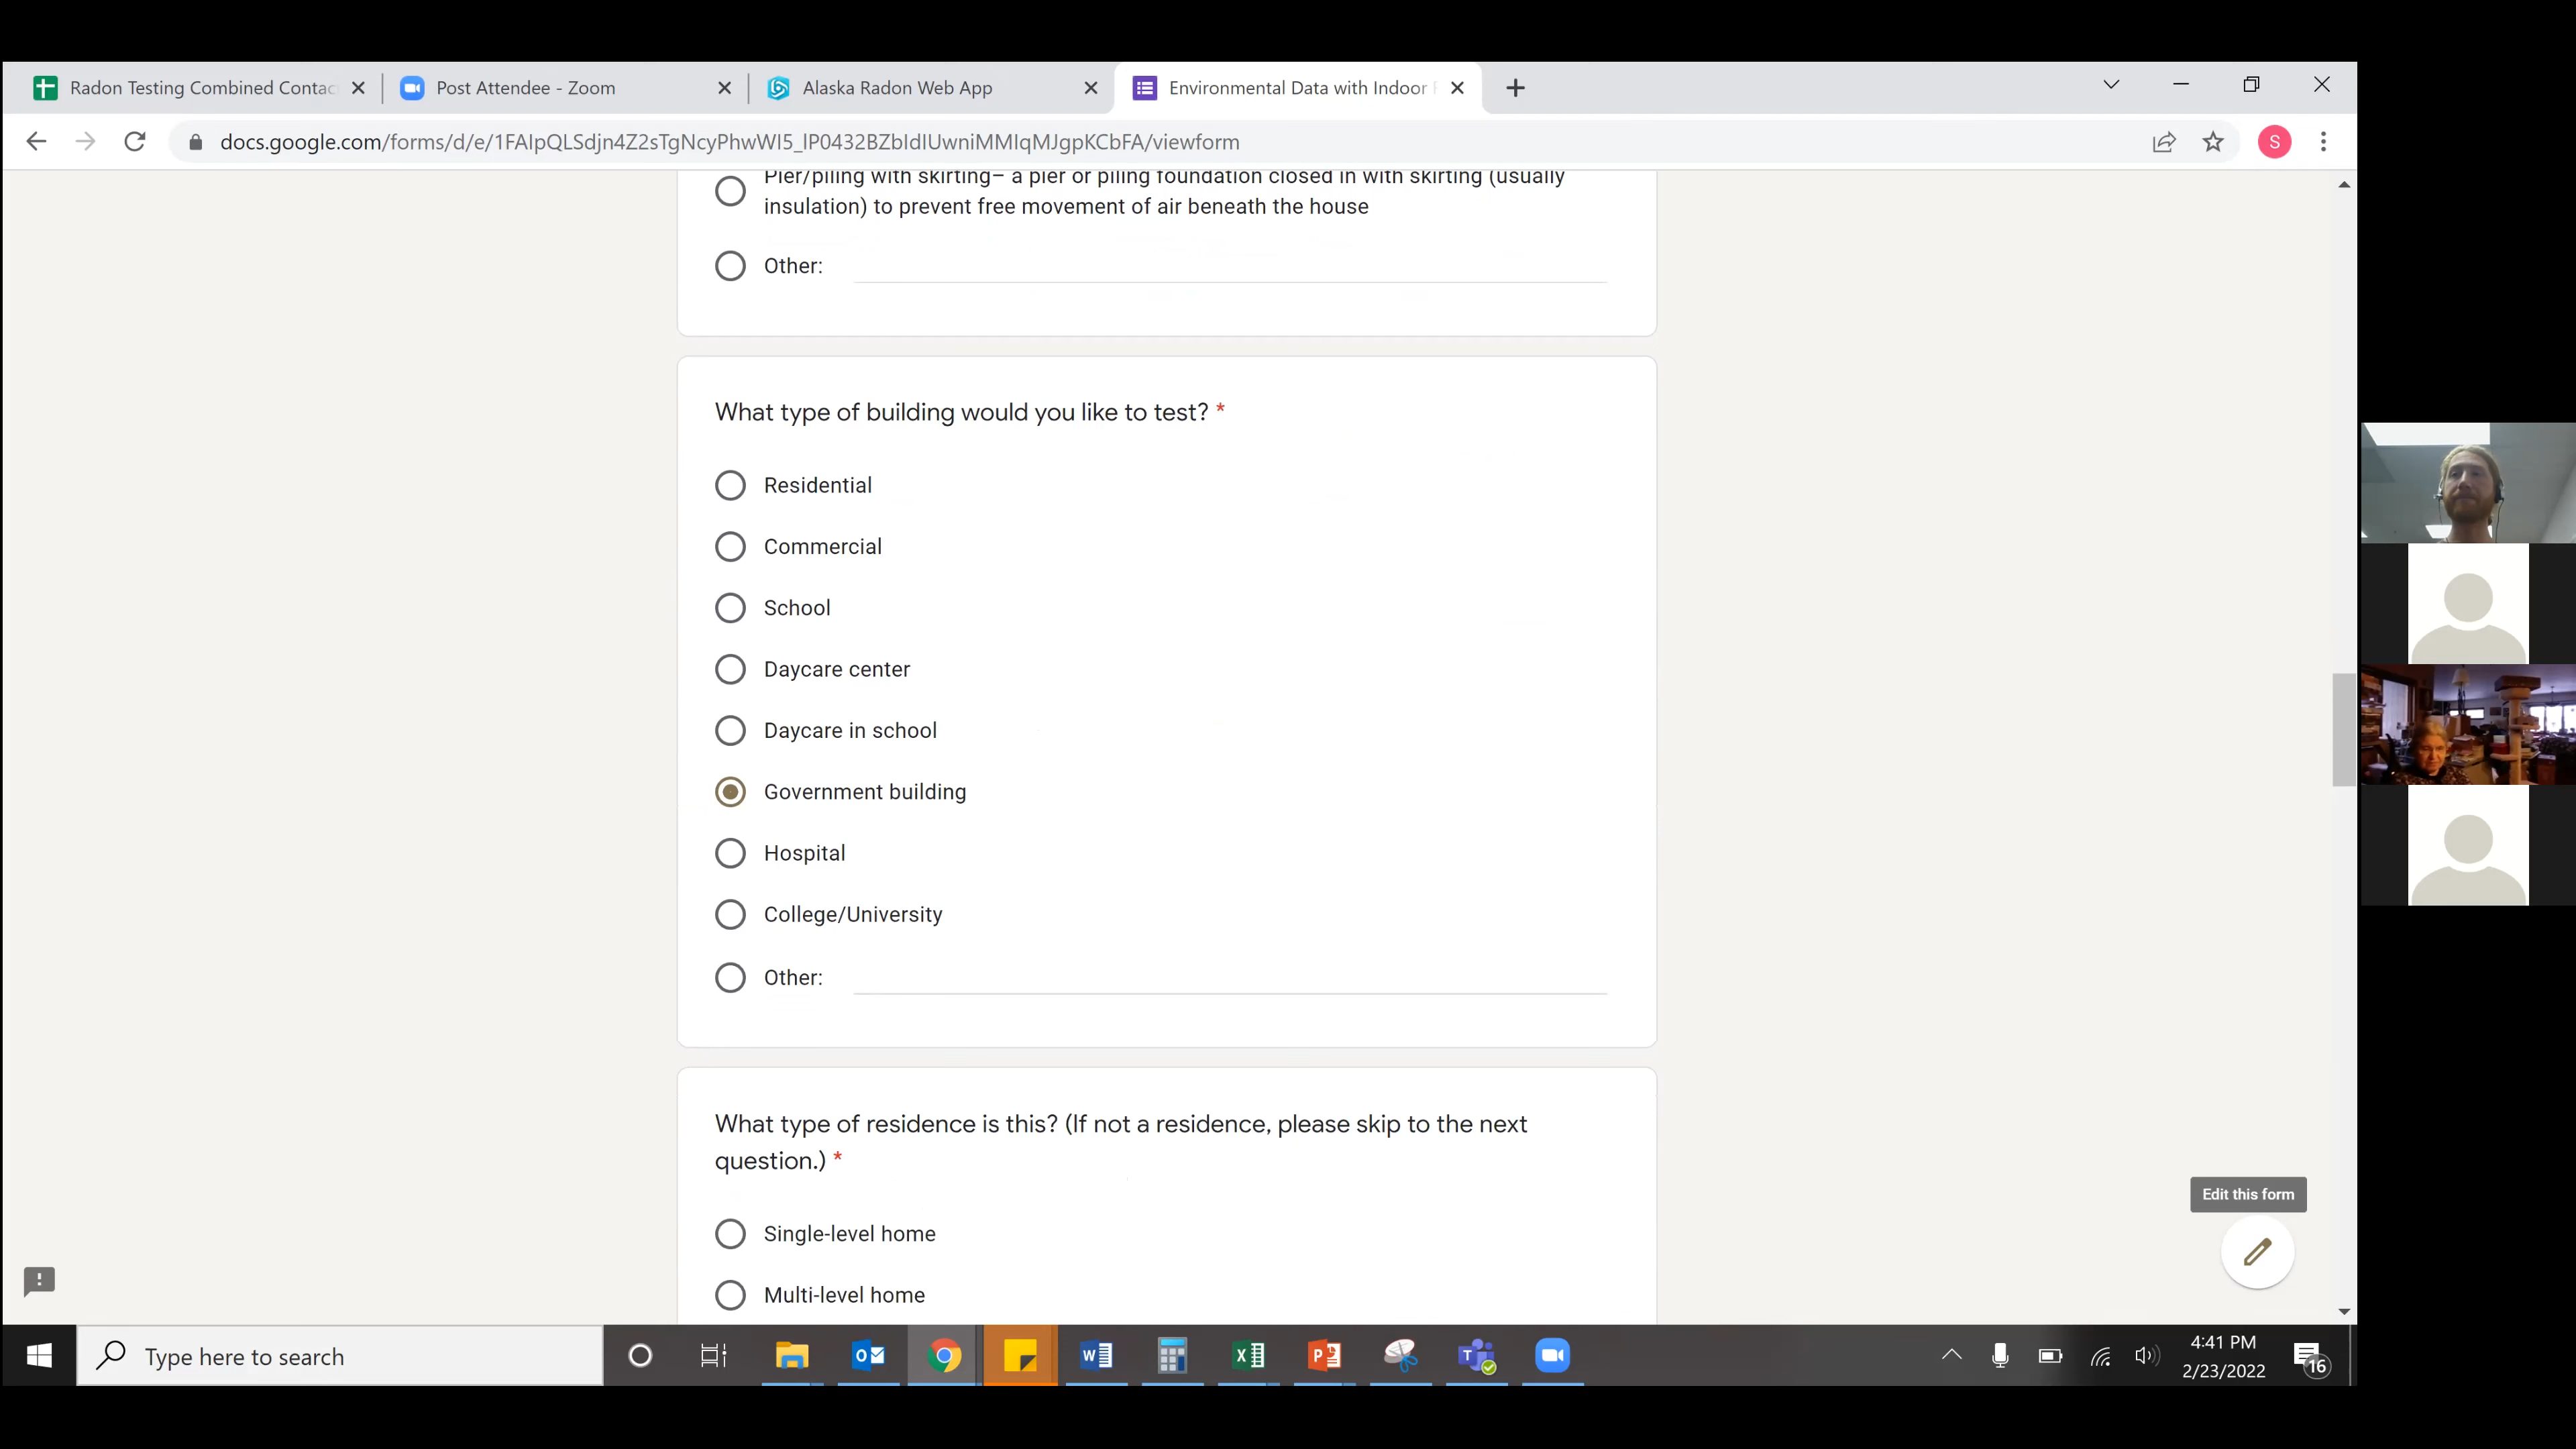 Radon Testing Combined Contac
Post Attendee - Zoom
Alaska Radon Web App
Environmental Data with Indoor
docs.google.com/forms/d/e/1FAIpQLSdjn4Z2sTgNcyPhwWI5_lP0432BZbIdIUwniMMIqMJgpKCbFA/viewform
S
Pier/piling with skirting– a pier or piling foundation closed in with skirting (usually
insulation) to prevent free movement of air beneath the house
Other:
What type of building would you like to test? *
Residential
Commercial
School
Daycare center
Daycare in school
Government building
Hospital
College/University
Other:
What type of residence is this? (If not a residence, please skip to the next
question.) *
Single-level home
Multi-level home
Edit this form
Type here to search
4:41 PM
2/23/2022
16